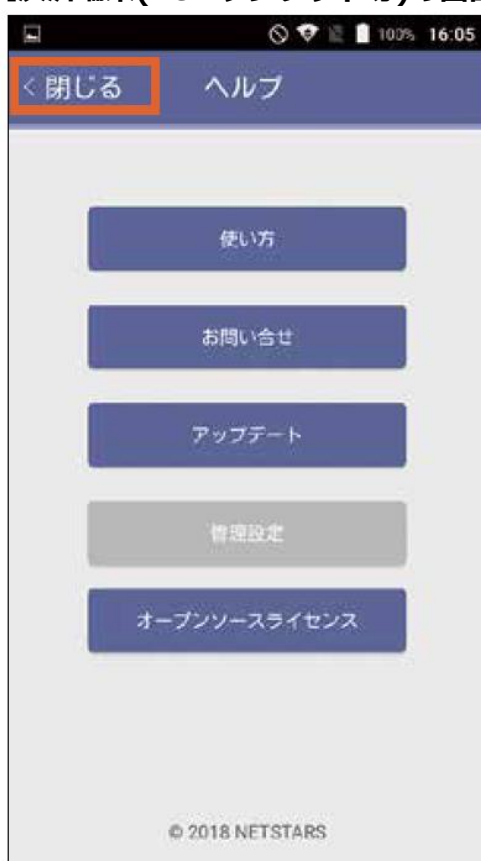 100% 16:05
< 閉じる ヘルプ
使い方
お問い合せ
アップデート
管理設定
オープンソースライセンス
© 2018 NETSTARS